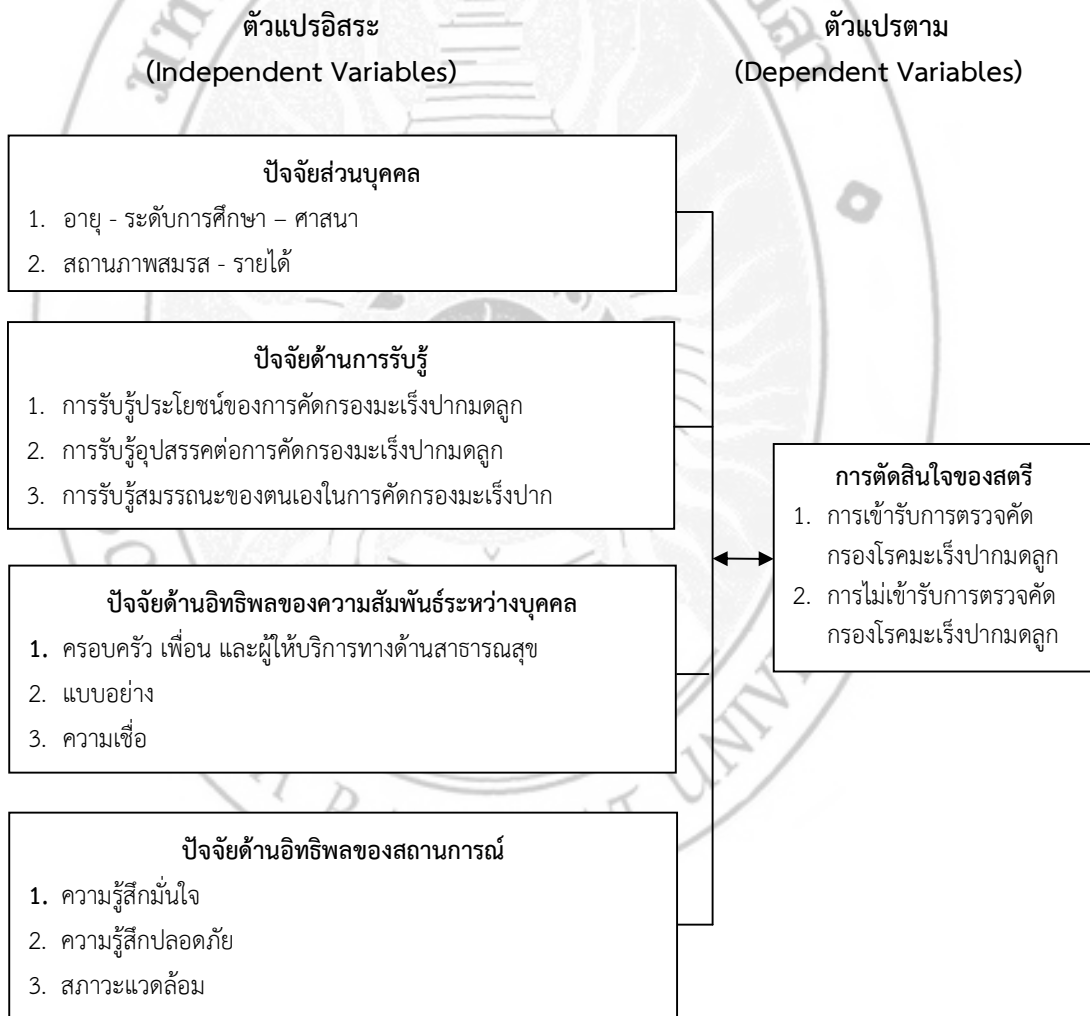 ตัวแปรอิสระ
(Independent Variables)
ตัวแปรตาม
(Dependent Variables)
ปัจจัยส่วนบุคคล
1. อายุ - ระดับการศึกษา – ศาสนา
2. สถานภาพสมรส - รายได้
ปัจจัยด้านการรับรู้
1. การรับรู้ประโยชน์ของการคัดกรองมะเร็งปากมดลูก
2. การรับรู้อุปสรรคต่อการคัดกรองมะเร็งปากมดลูก
3. การรับรู้สมรรถนะของตนเองในการคัดกรองมะเร็งปาก
ปัจจัยด้านอิทธิพลของความสัมพันธ์ระหว่างบุคคล
1. ครอบครัว เพื่อน และผู้ให้บริการทางด้านสาธารณสุข
2. แบบอย่าง
3. ความเชื่อ
ปัจจัยด้านอิทธิพลของสถานการณ์
1. ความรู้สึกมั่นใจ
2. ความรู้สึกปลอดภัย
3. สภาวะแวดล้อม
การตัดสินใจของสตรี
1. การเข้ารับการตรวจคัด
กรองโรคมะเร็งปากมดลูก
2. การไม่เข้ารับการตรวจคัด
กรองโรคมะเร็งปากมดลูก